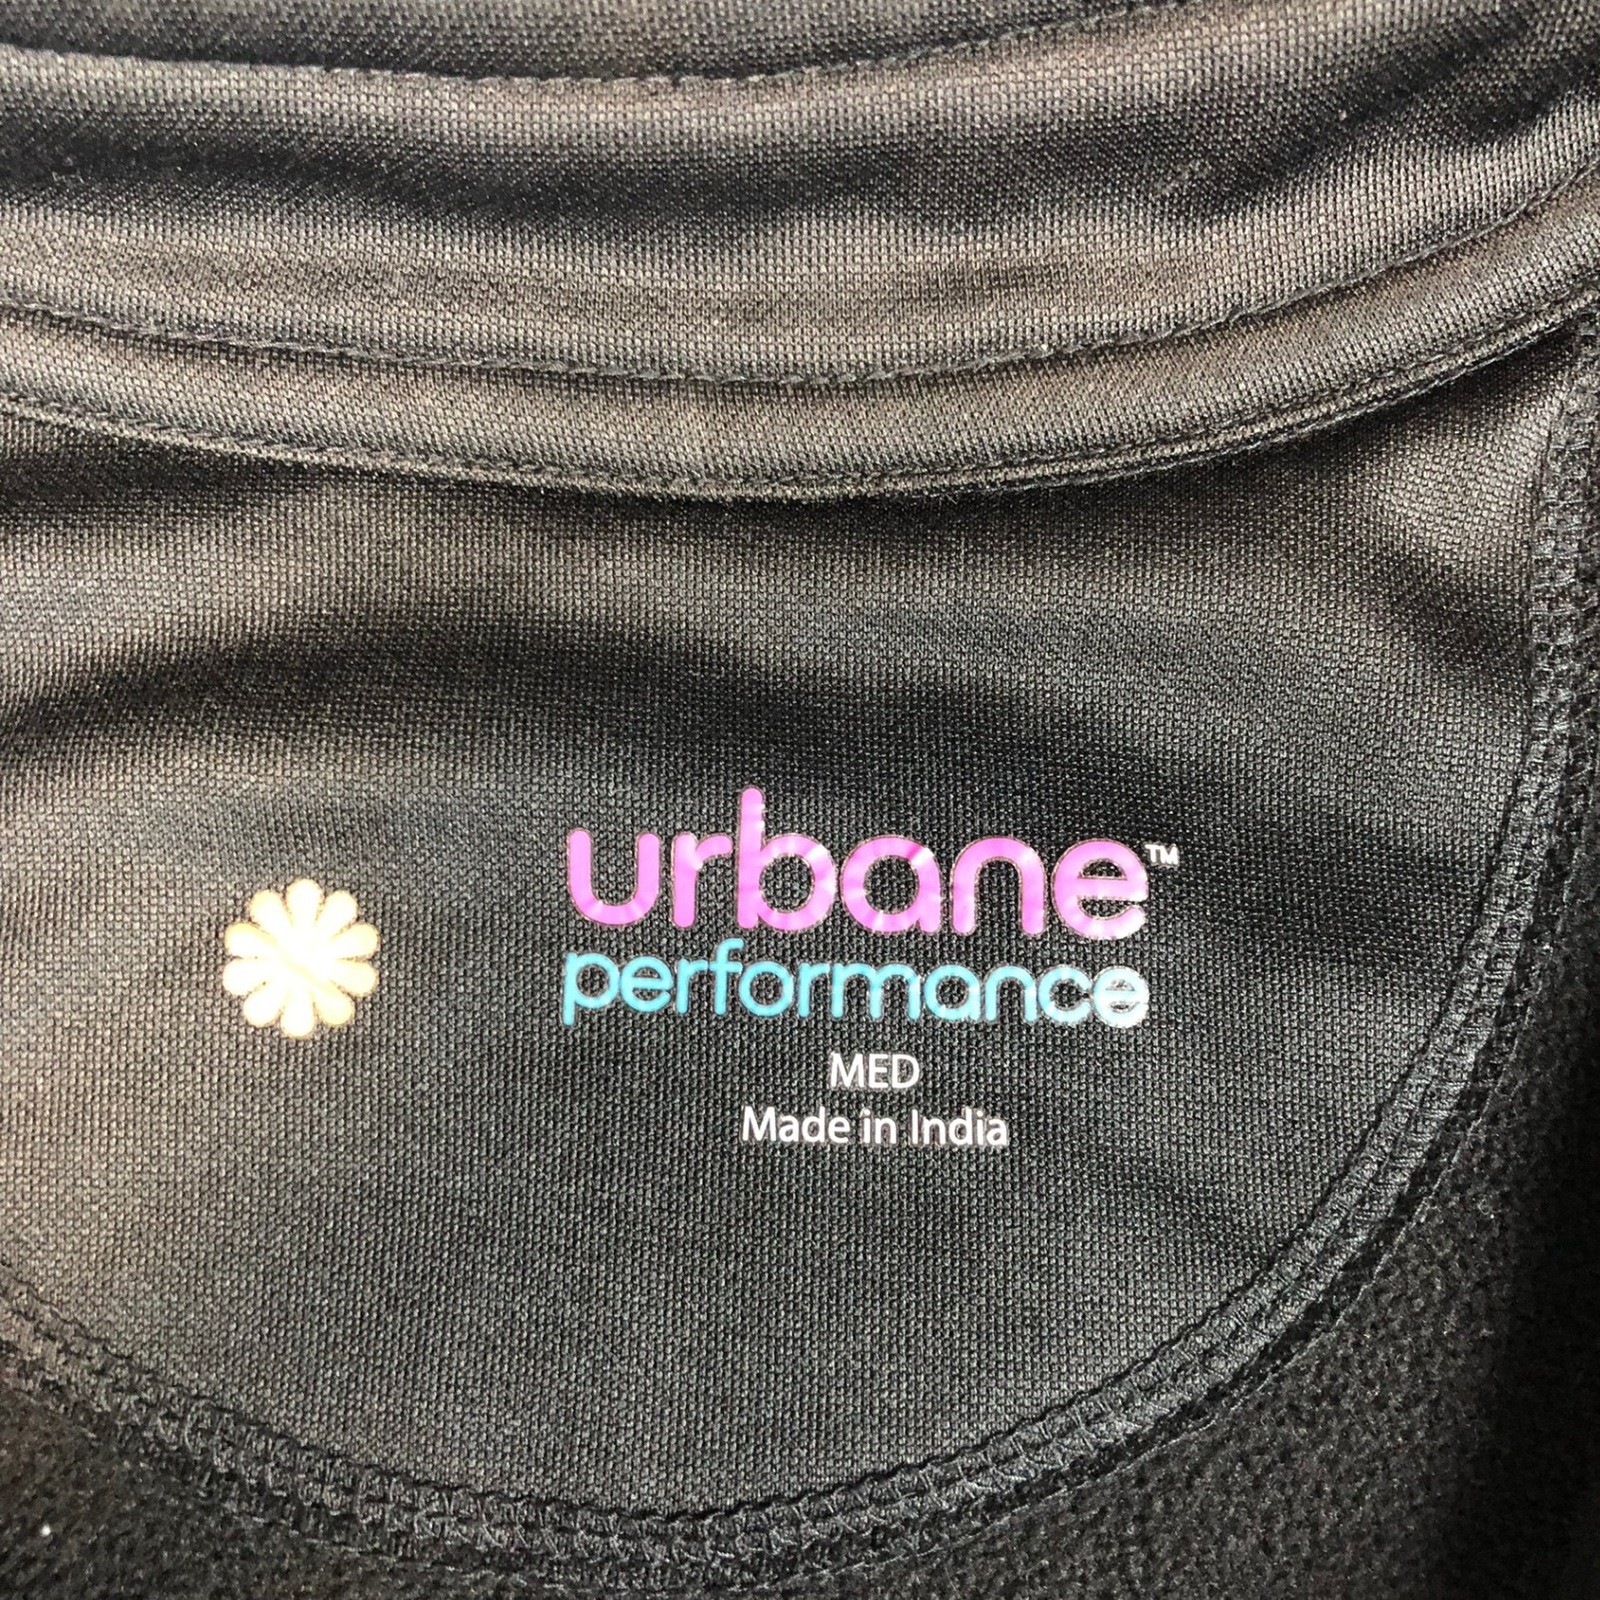 urbane™
performance
MED
Made in India